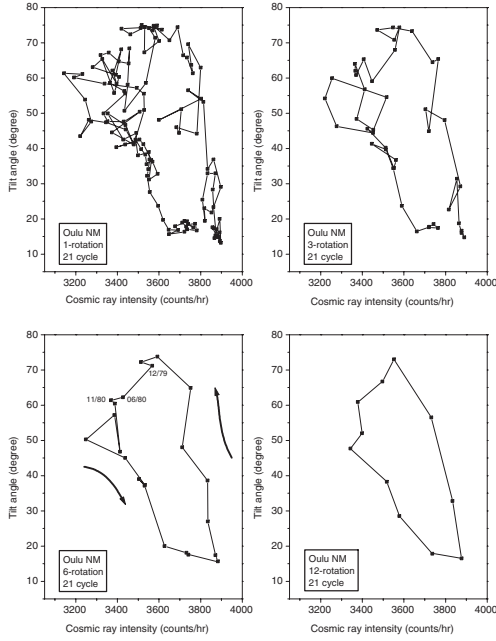 80
70
60
50
40
30
20
10
Tilt angle (degree)
Oulu NM
1-rotation
21 cycle
3200 3400 3600 3800 4000
Cosmic ray intensity (counts/hr)
80
70
60
50
40
30
20
10
Tilt angle (degree)
Oulu NM
3-rotation
21 cycle
3200 3400 3600 3800 4000
Cosmic ray intensity (counts/hr)
80
70
60
50
40
30
20
10
Tilt angle (degree)
12/79
11/80
06/80
Oulu NM
6-rotation
21 cycle
3200 3400 3600 3800 4000
Cosmic ray intensity (counts/hr)
80
70
60
50
40
30
20
10
Tilt angle (degree)
Oulu NM
12-rotation
21 cycle
3200 3400 3600 3800 4000
Cosmic ray intensity (counts/hr)